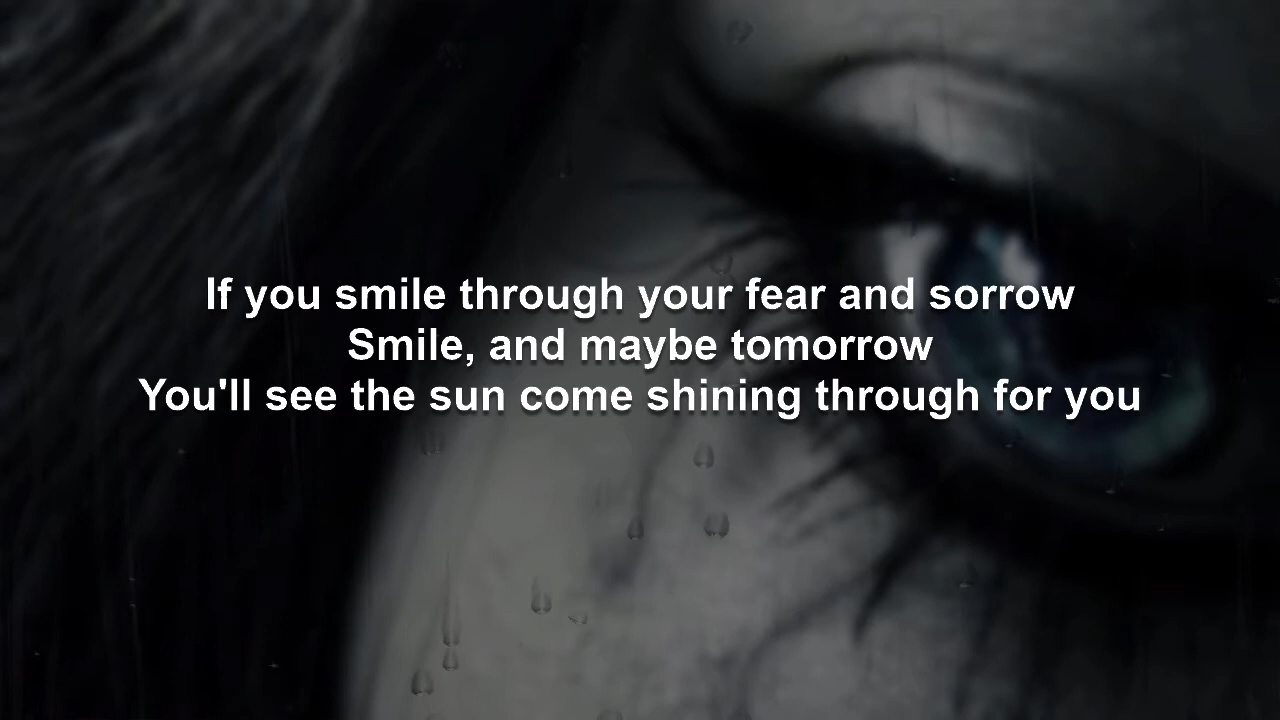 If you smile through your fear and sorrow
Smile, and maybe tomorrow
You'll see the sun come shining through for you